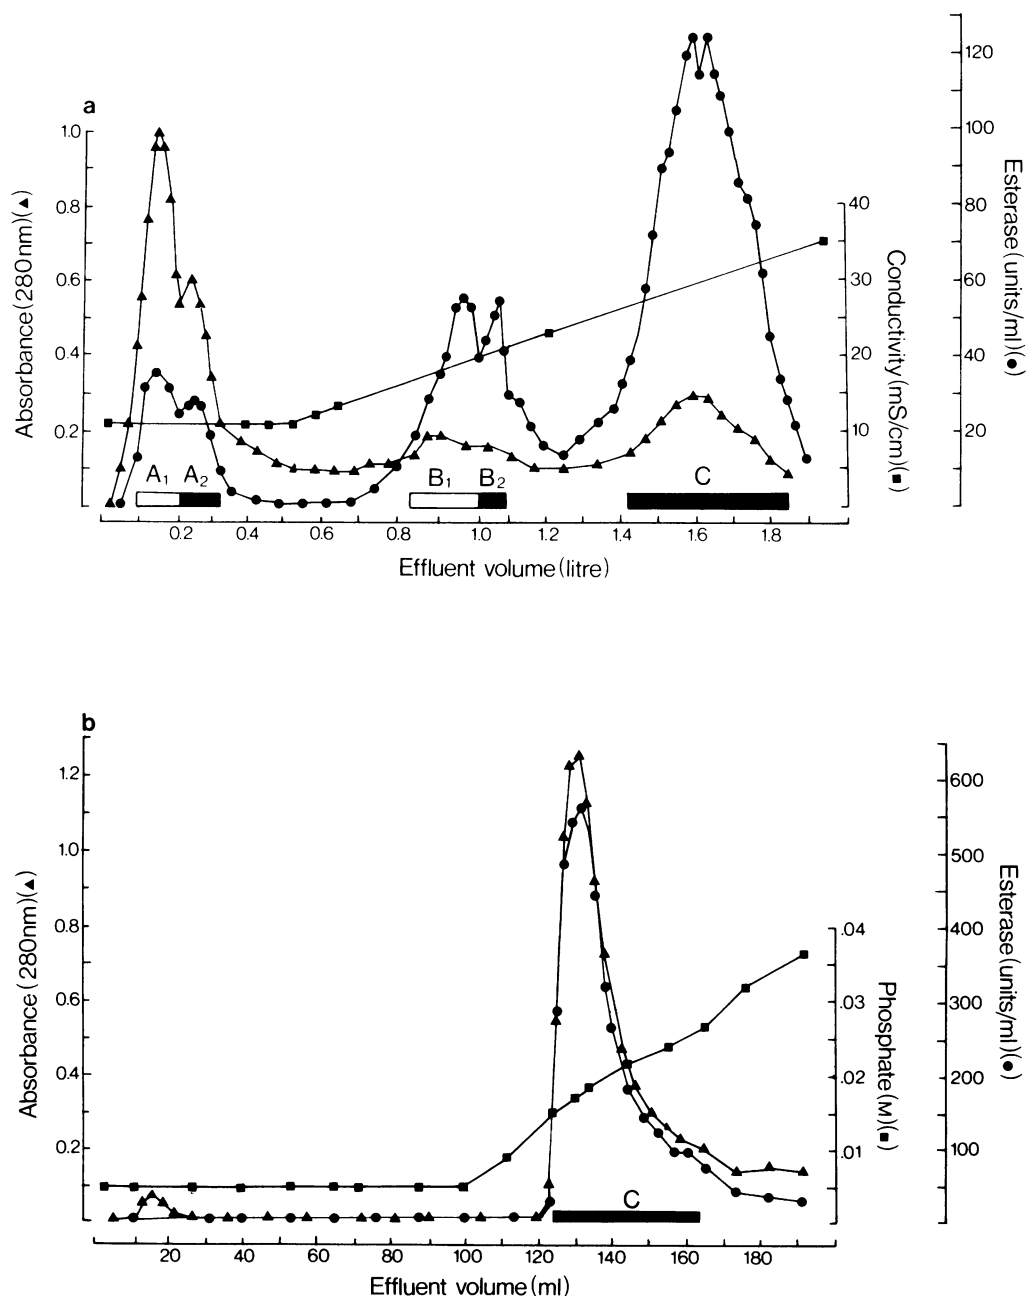 a
Absorbance (280nm)(▲)
1.0
0.8
0.6
0.4
0.2
A1 A2
B1 B2
C
0.2 0.4 0.6 0.8 1.0 1.2 1.4 1.6 1.8
Effluent volume (litre)
40
30
20
10
Conductivity (mS/cm)(■)
120
100
80
60
40
20
Esterase (units/ml)(●)
b
Absorbance (280nm)(▲)
1.2
1.0
0.8
0.6
0.4
0.2
C
20 40 60 80 100 120 140 160 180
Effluent volume (ml)
.04
.03
.02
.01
Phosphate (M)(■)
600
500
400
300
200
100
Esterase (units/ml)(●)